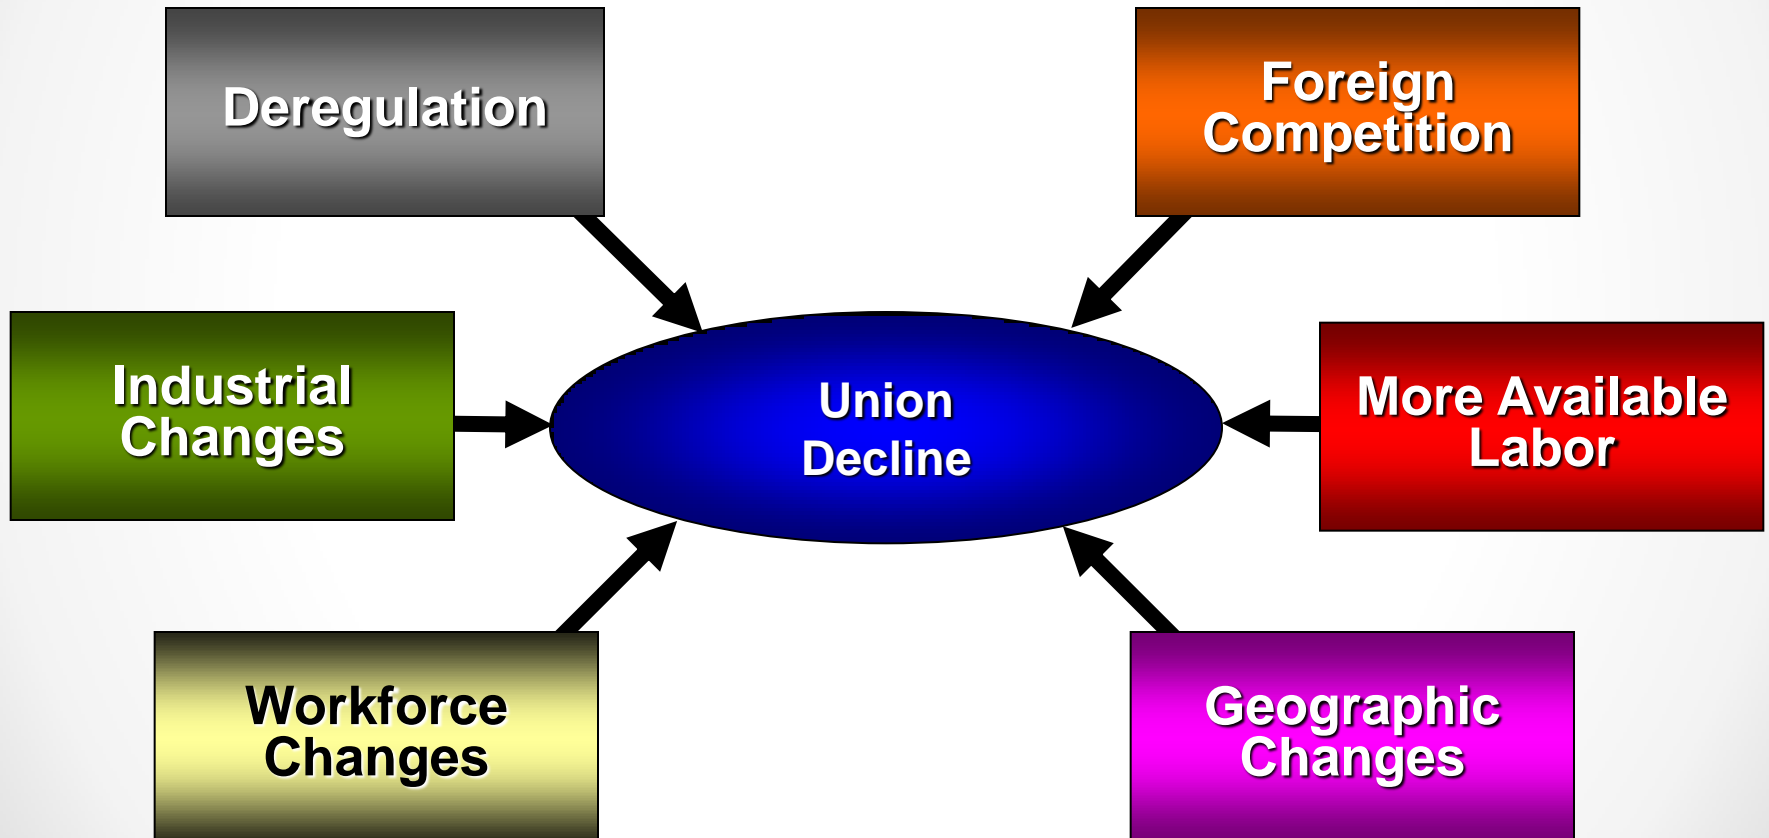 Deregulation
Foreign
Competition
Industrial
Changes
Union
Decline
More Available
Labor
Workforce
Changes
Geographic
Changes